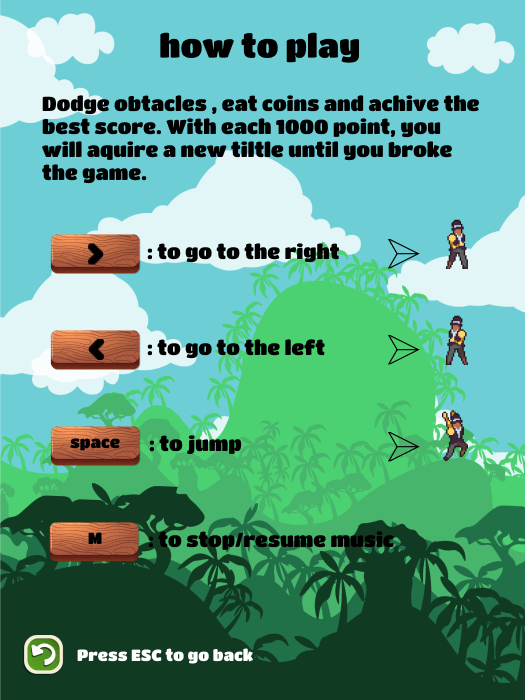 how to play
Dodge obtacles , eat coins and achive the
best score. With each 1000 point, you
will aquire a new tiltle until you broke
the game.
> : to go to the right
< : to go to the left
space : to jump
M : to stop/resume music
Press ESC to go back